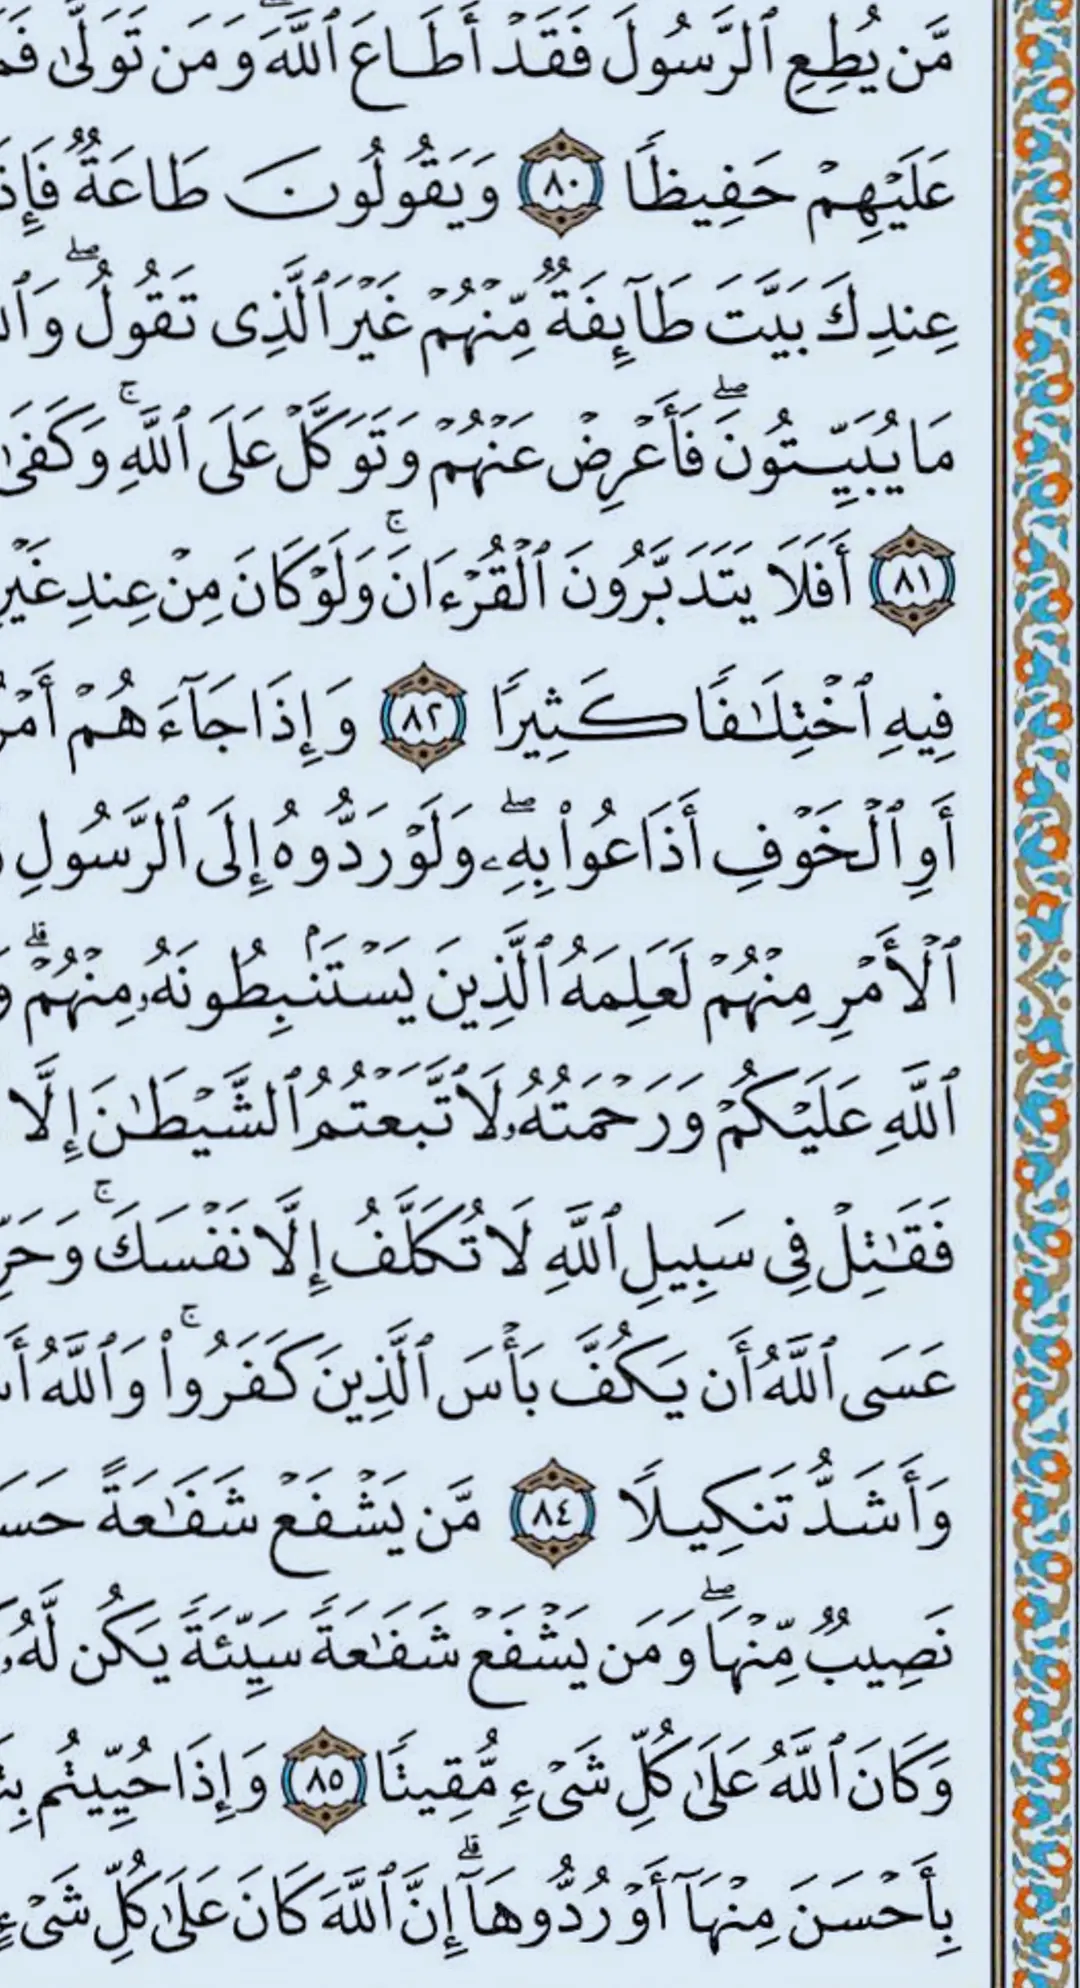 مَّن يُطِعِ ٱلرَّسُولَ فَقَدْ أَطَاعَ ٱللَّهَۖ وَمَن تَوَلَّىٰ
عَلَيْهِمْ حَفِيظًا ٨٠ وَيَقُولُونَ طَاعَةٌ
عِندِكَ بَيَّتَ طَآئِفَةٌ مِّنْهُمْ غَيْرَ ٱلَّذِى تَقُولُۖ
مَا يُبَيِّتُونَۖ فَأَعْرِضْ عَنْهُمْ وَتَوَكَّلْ عَلَى ٱللَّهِۚ وَكَفَىٰ
٨١ أَفَلَا يَتَدَبَّرُونَ ٱلْقُرْءَانَۚ وَلَوْ كَانَ مِنْ عِندِ غَيْرِ
فِيهِ ٱخْتِلَٰفًا كَثِيرًا ٨٢ وَإِذَا جَآءَهُمْ
أَوِ ٱلْخَوْفِ أَذَاعُوا۟ بِهِۦۖ وَلَوْ رَدُّوهُ إِلَى ٱلرَّسُولِ
ٱلْأَمْرِ مِنْهُمْ لَعَلِمَهُ ٱلَّذِينَ يَسْتَنۢبِطُونَهُۥ مِنْهُمْۗ
ٱللَّهِ عَلَيْكُمْ وَرَحْمَتُهُۥ لَٱتَّبَعْتُمُ ٱلشَّيْطَٰنَ إِلَّا
فَقَٰتِلْ فِى سَبِيلِ ٱللَّهِ لَا تُكَلَّفُ إِلَّا نَفْسَكَۚ
عَسَى ٱللَّهُ أَن يَكُفَّ بَأْسَ ٱلَّذِينَ كَفَرُوا۟ۚ وَٱللَّهُ
وَأَشَدُّ تَنكِيلًا ٨٤ مَّن يَشْفَعْ شَفَٰعَةً
نَصِيبٌ مِّنْهَاۖ وَمَن يَشْفَعْ شَفَٰعَةً سَيِّئَةً يَكُن لَّهُۥ
وَكَانَ ٱللَّهُ عَلَىٰ كُلِّ شَىْءٍ مُّقِيتًا ٨٥ وَإِذَا حُيِّيتُم
بِأَحْسَنَ مِنْهَآ أَوْ رُدُّوهَآۗ إِنَّ ٱللَّهَ كَانَ عَلَىٰ كُلِّ شَىْءٍ